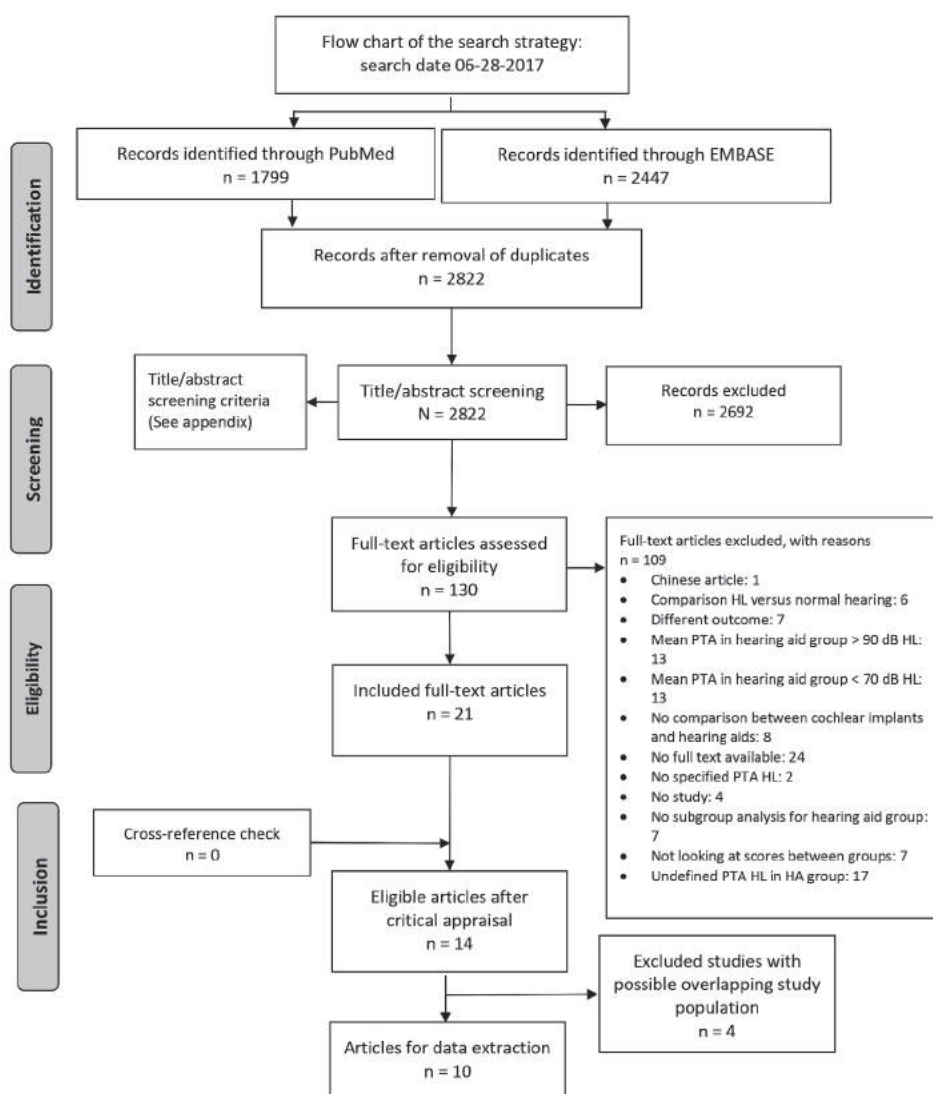 Flow chart of the search strategy:
search date 06-28-2017
Identification
Records identified through PubMed
n = 1799
Records identified through EMBASE
n = 2447
Records after removal of duplicates
n = 2822
Screening
Title/abstract
screening criteria
(See appendix)
Title/abstract screening
N = 2822
Records excluded
n = 2692
Eligibility
Full-text articles assessed
for eligibility
n = 130
Full-text articles excluded, with reasons
n = 109
• Chinese article: 1
• Comparison HL versus normal hearing: 6
• Different outcome: 7
• Mean PTA in hearing aid group > 90 dB HL:
13
• Mean PTA in hearing aid group < 70 dB HL:
13
• No comparison between cochlear implants
and hearing aids: 8
• No full text available: 24
• No specified PTA HL: 2
• No study: 4
• No subgroup analysis for hearing aid group:
7
• Not looking at scores between groups: 7
• Undefined PTA HL in HA group: 17
Included full-text articles
n = 21
Inclusion
Cross-reference check
n = 0
Eligible articles after
critical appraisal
n = 14
Excluded studies with
possible overlapping study
population
n = 4
Articles for data extraction
n = 10